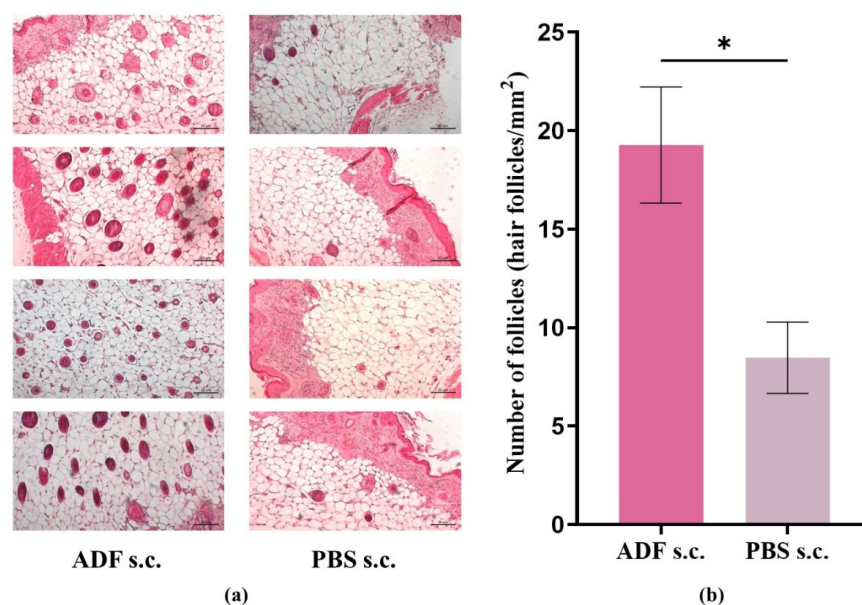 ADF s.c.
PBS s.c.
(a)
Number of follicles (hair follicles/mm²)
25
20
15
10
5
0
*
ADF s.c.
PBS s.c.
(b)